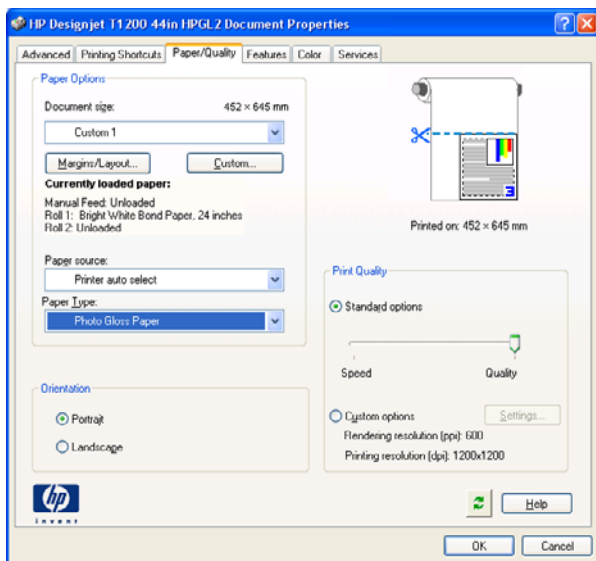 HP Designjet T1200 44in HPGL2 Document Properties
Advanced Printing Shortcuts Paper/Quality Features Color Services
Paper Options
Document size: 452 × 645 mm
Custom 1
Margins/Layout... Custom...
Currently loaded paper:
Manual Feed: Unloaded
Roll 1: Bright White Bond Paper, 24 inches
Roll 2: Unloaded
Paper source:
Printer auto select
Paper Type:
Photo Gloss Paper
Orientation
Portrait
Landscape
3
Printed on: 452 × 645 mm
Print Quality
Standard options
Speed Quality
Custom options Settings...
Rendering resolution (ppi): 600
Printing resolution (dpi): 1200x1200
hp
invent
Help
OK Cancel